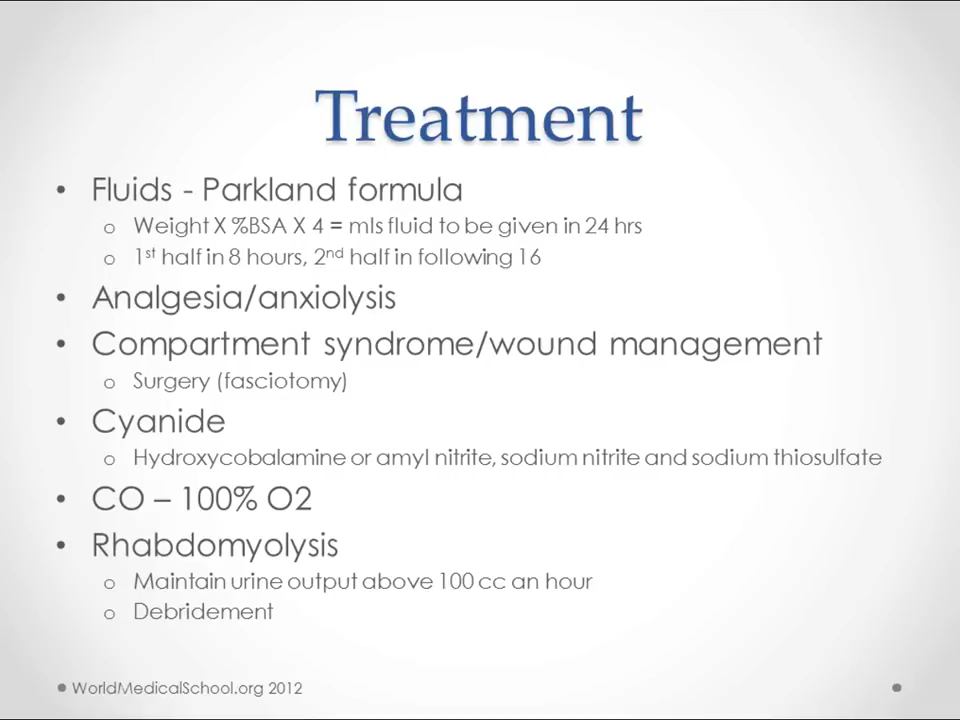 Treatment
• Fluids - Parkland formula
o Weight X %BSA X 4 = mls fluid to be given in 24 hrs
o 1st half in 8 hours, 2nd half in following 16
• Analgesia/anxiolysis
• Compartment syndrome/wound management
o Surgery (fasciotomy)
• Cyanide
o Hydroxycobalamine or amyl nitrite, sodium nitrite and sodium thiosulfate
• CO – 100% O2
• Rhabdomyolysis
o Maintain urine output above 100 cc an hour
o Debridement
WorldMedicalSchool.org 2012